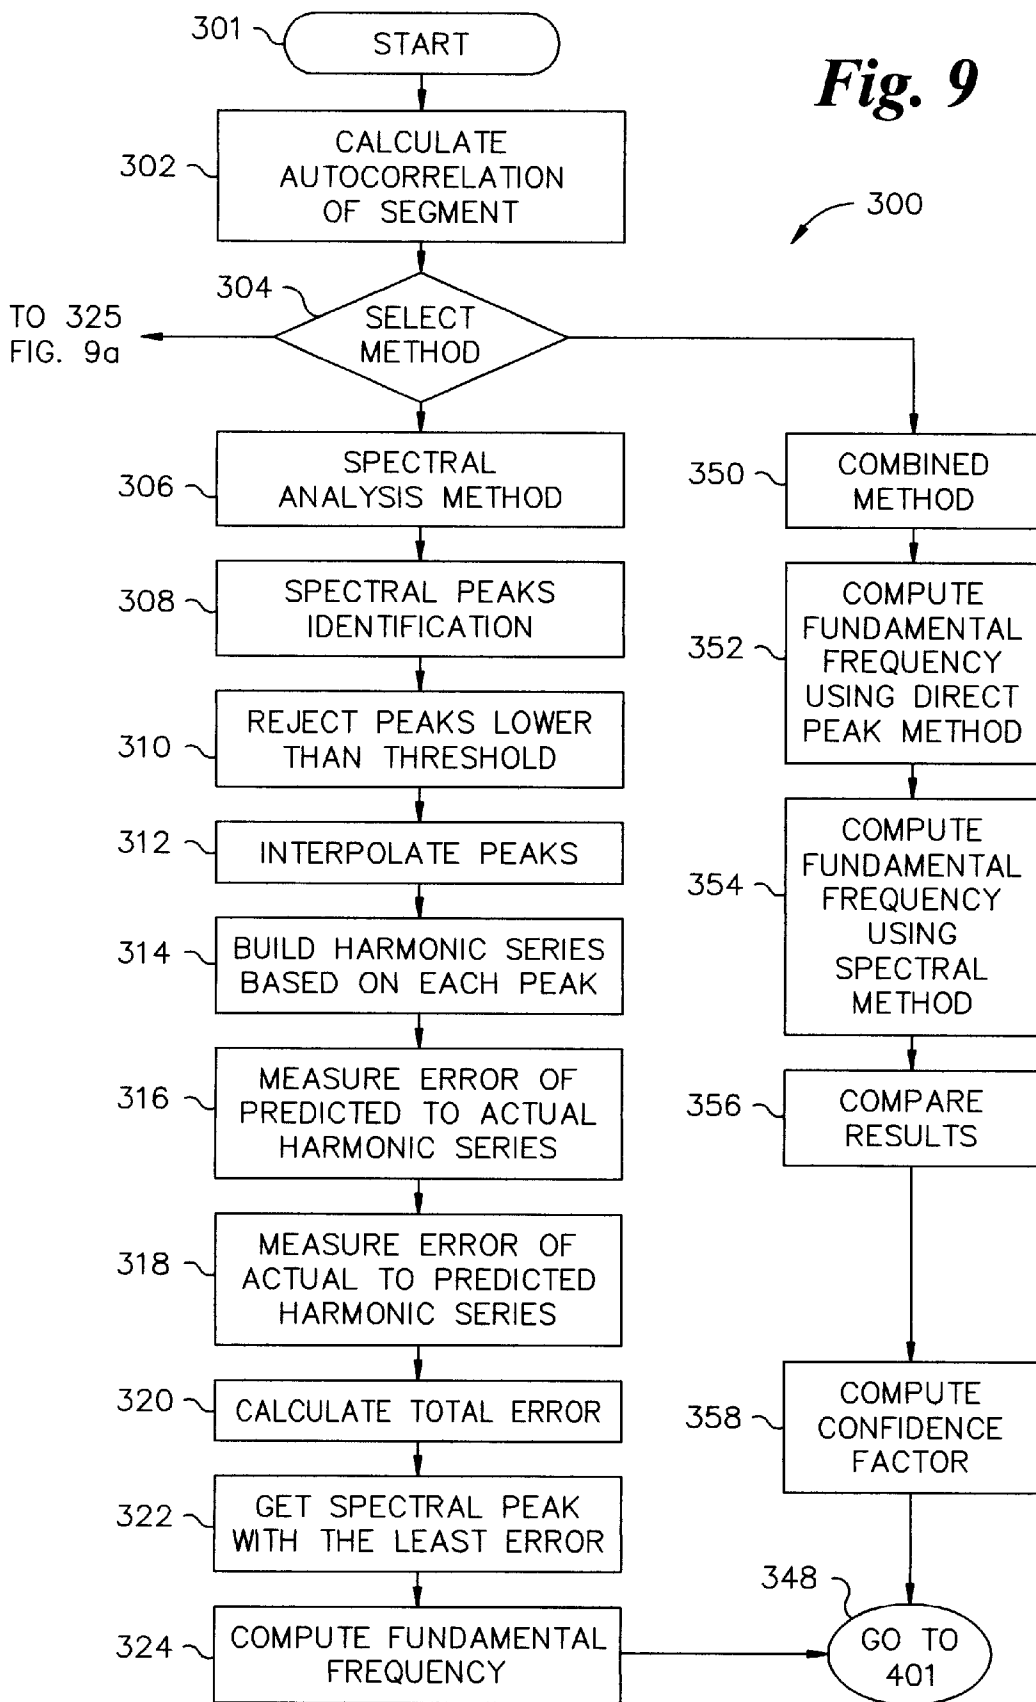 Fig. 9
300
301
START
302
CALCULATE
AUTOCORRELATION
OF SEGMENT
304
SELECT
METHOD
TO 325
FIG. 9a
306
SPECTRAL
ANALYSIS METHOD
308
SPECTRAL PEAKS
IDENTIFICATION
310
REJECT PEAKS LOWER
THAN THRESHOLD
312
INTERPOLATE PEAKS
314
BUILD HARMONIC SERIES
BASED ON EACH PEAK
316
MEASURE ERROR OF
PREDICTED TO ACTUAL
HARMONIC SERIES
318
MEASURE ERROR OF
ACTUAL TO PREDICTED
HARMONIC SERIES
320
CALCULATE TOTAL ERROR
322
GET SPECTRAL PEAK
WITH THE LEAST ERROR
324
COMPUTE FUNDAMENTAL
FREQUENCY
350
COMBINED
METHOD
352
COMPUTE
FUNDAMENTAL
FREQUENCY
USING DIRECT
PEAK METHOD
354
COMPUTE
FUNDAMENTAL
FREQUENCY
USING
SPECTRAL
METHOD
356
COMPARE
RESULTS
358
COMPUTE
CONFIDENCE
FACTOR
348
GO TO
401